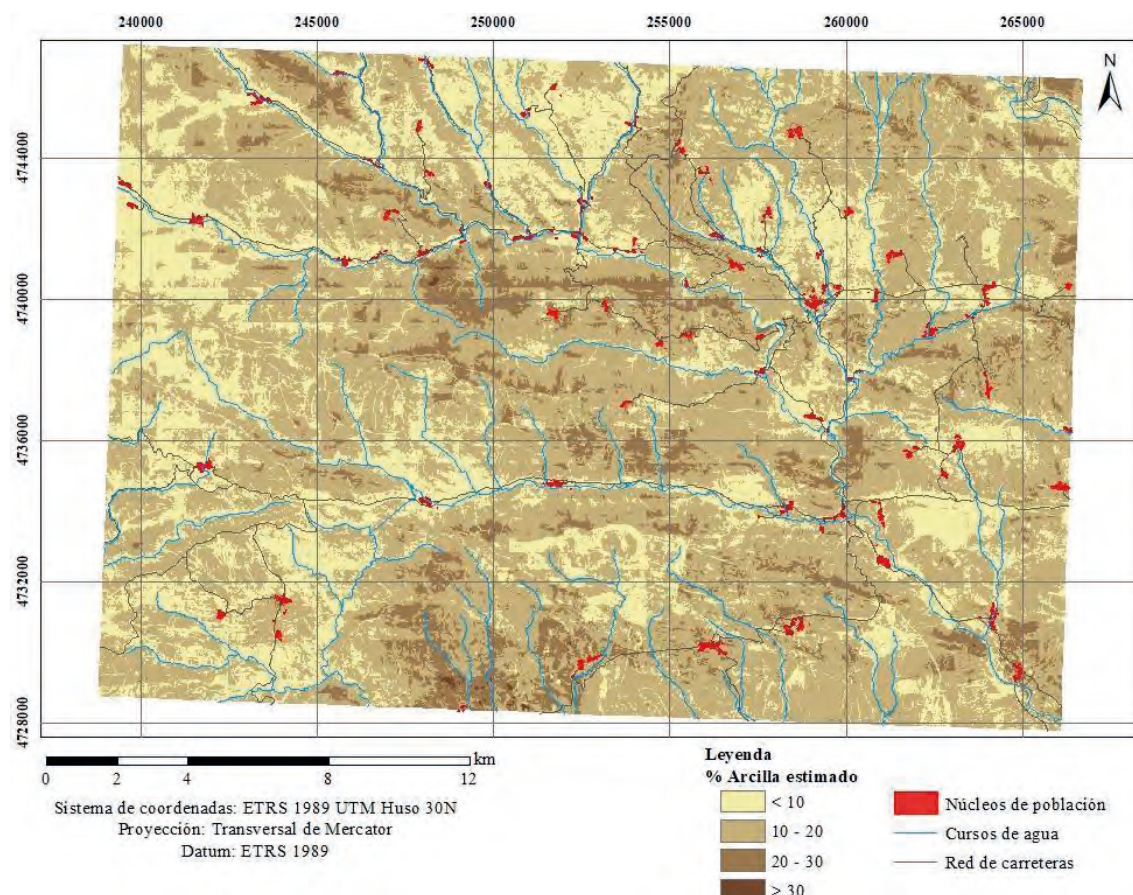 240000 245000 250000 255000 260000 265000
N
4744000
4740000
4736000
4732000
4728000
0 2 4 8 12 km
Sistema de coordenadas: ETRS 1989 UTM Huso 30N
Proyección: Transversal de Mercator
Datum: ETRS 1989
Leyenda
% Arcilla estimado
< 10
10 - 20
20 - 30
> 30
Núcleos de población
Cursos de agua
Red de carreteras